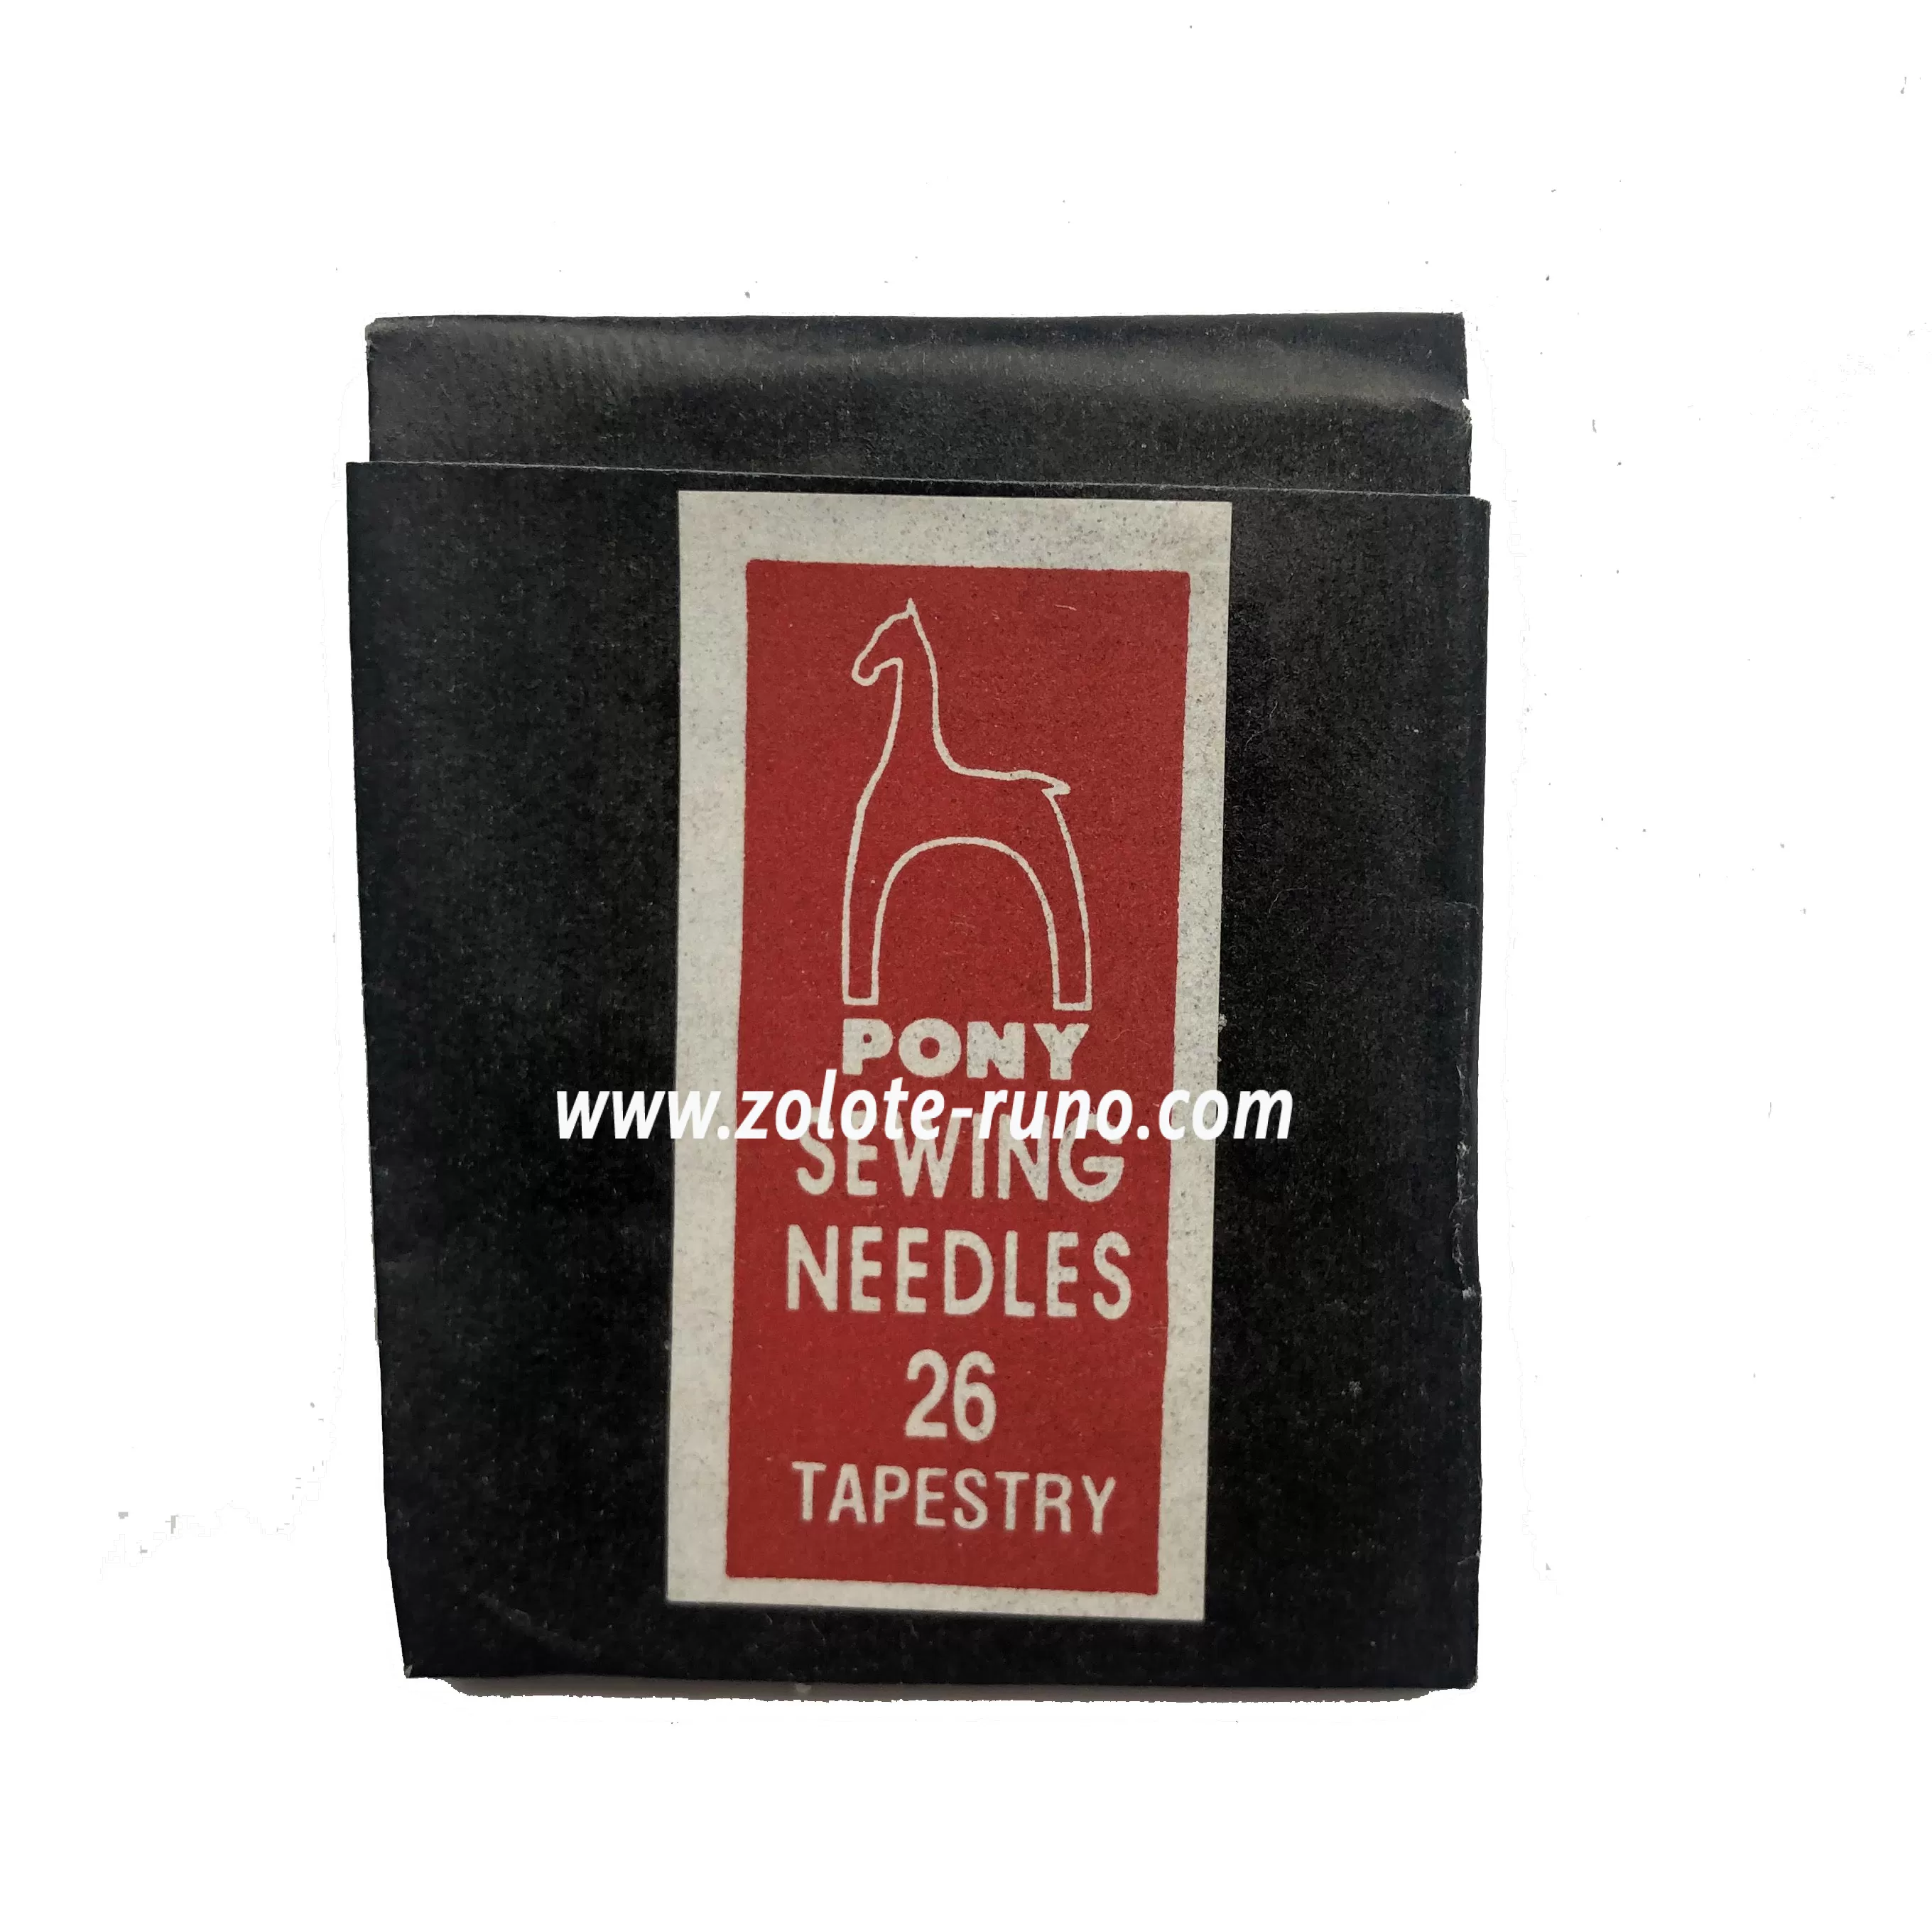 PONY
www.zolote-runo.com
SEWING
NEEDLES
26
TAPESTRY